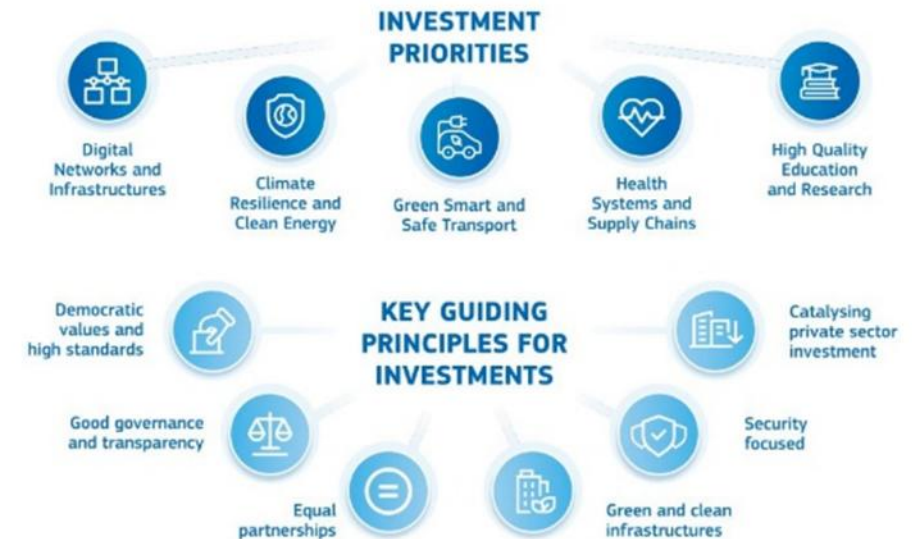 INVESTMENT
PRIORITIES
Digital
Networks and
Infrastructures
Climate
Resilience and
Clean Energy
Green Smart and
Safe Transport
Health
Systems and
Supply Chains
High Quality
Education
and Research
KEY GUIDING
PRINCIPLES FOR
INVESTMENTS
Democratic
values and
high standards
Good governance
and transparency
Equal
partnerships
Green and clean
infrastructures
Security
focused
Catalysing
private sector
investment